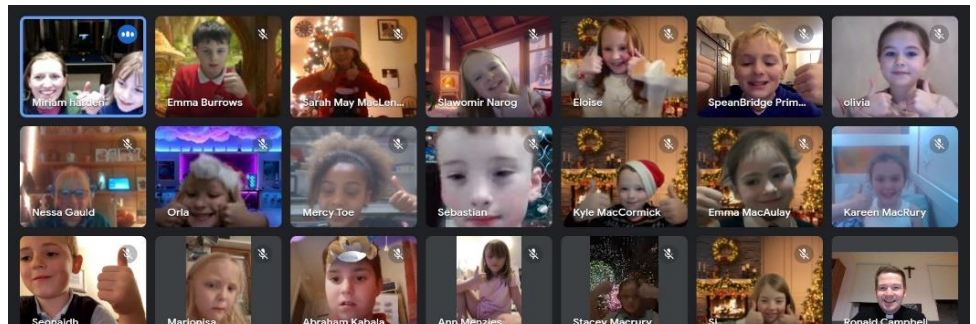 Miriam harden
Emma Burrows
Sarah May MacLen...
Slawomir Narog
Eloise
SpeanBridge Prim...
olivia
Nessa Gauld
Orla
Mercy Toe
Sebastian
Kyle MacCormick
Emma MacAulay
Kareen MacRury
Seonaidh
Marionisa
Abraham Kabala
Ann Menzies
Stacey Macrury
Ronald Campbell